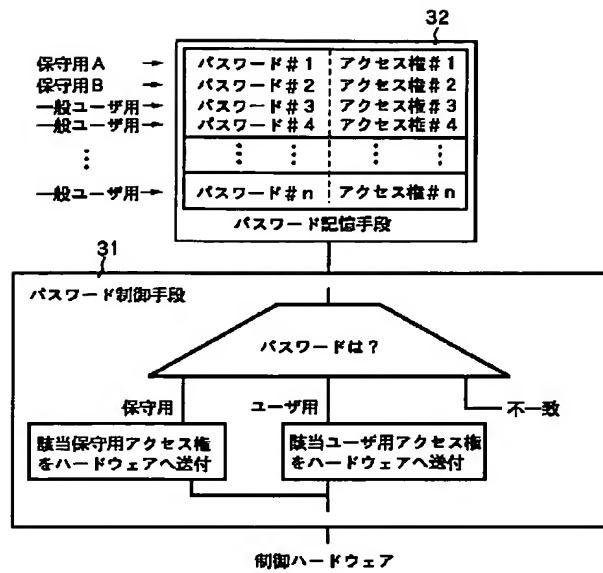 32
保守用A → パスワード#1 アクセス権#1
保守用B → パスワード#2 アクセス権#2
一般ユーザ用 → パスワード#3 アクセス権#3
一般ユーザ用 → パスワード#4 アクセス権#4
一般ユーザ用 → パスワード#n アクセス権#n
パスワード記憶手段
31
パスワード制御手段
パスワードは?
保守用 ユーザ用 不一致
該当保守用アクセス権 該当ユーザ用アクセス権
をハードウェアへ送付 をハードウェアへ送付
制御ハードウェア